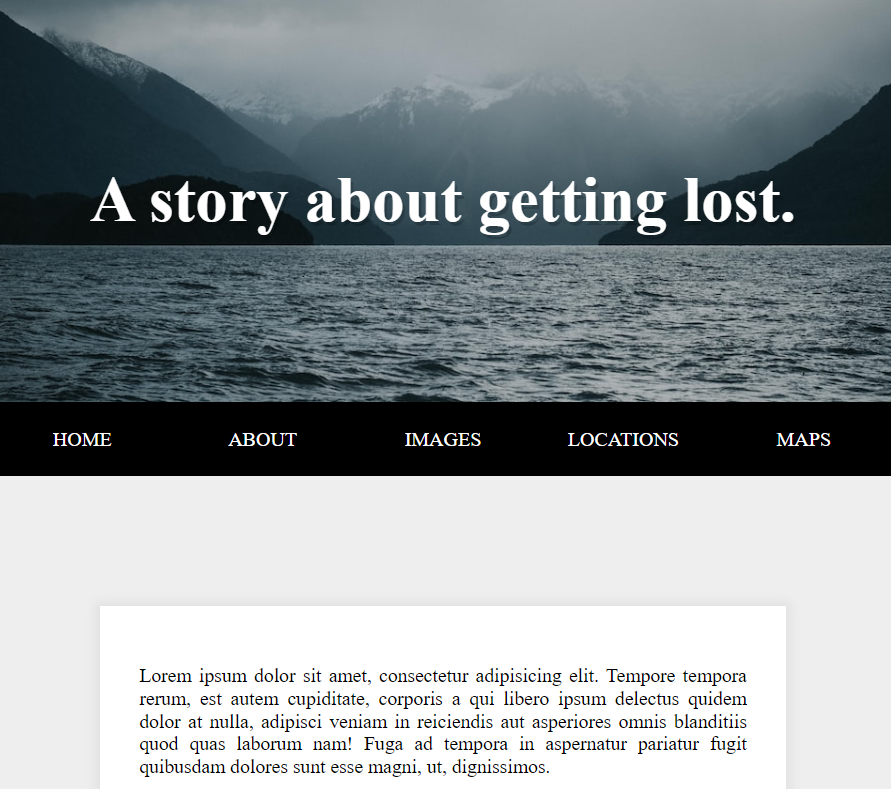 A story about getting lost.
HOME ABOUT IMAGES LOCATIONS MAPS
Lorem ipsum dolor sit amet, consectetur adipisicing elit. Tempore tempora
rerum, est autem cupiditate, corporis a qui libero ipsum delectus quidem
dolor at nulla, adipisci veniam in reiciendis aut asperiores omnis blanditiis
quod quas laborum nam! Fuga ad tempora in aspernatur pariatur fugit
quibusdam dolores sunt esse magni, ut, dignissimos.